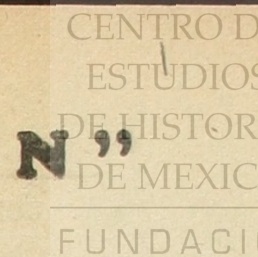 CENTRO D
ESTUDIOS
DE HISTOR
N”
DE MEXIC
FUNDACI